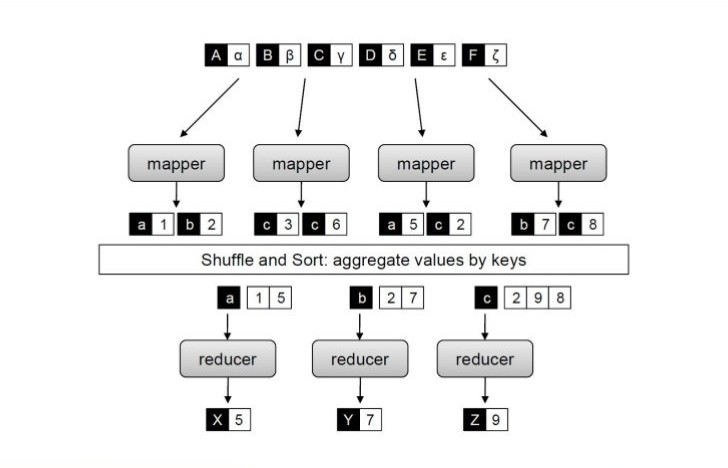 A α B β C γ D δ E ε F ζ
mapper mapper mapper mapper
a 1 b 2 c 3 c 6 a 5 c 2 b 7 c 8
Shuffle and Sort: aggregate values by keys
a 1 5 b 2 7 c 2 9 8
reducer reducer reducer
X 5 Y 7 Z 9